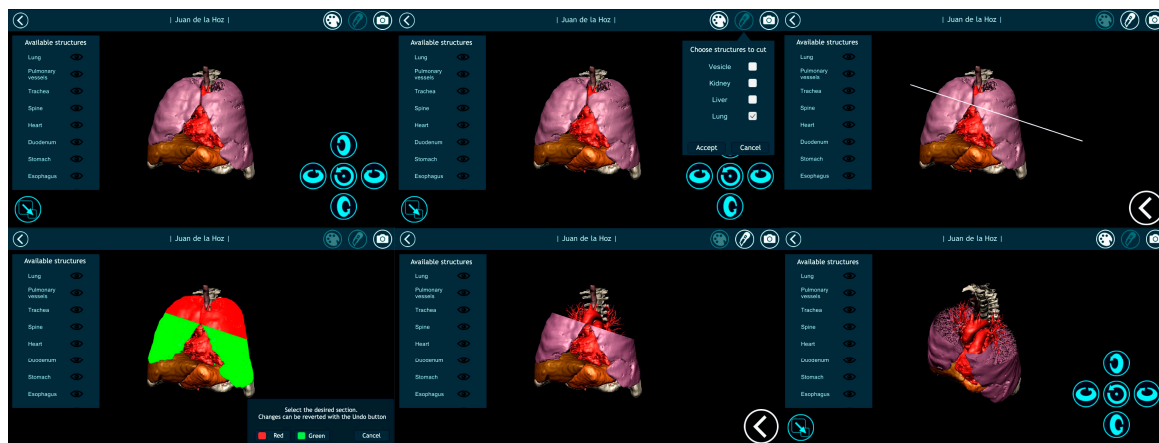 | Juan de la Hoz |
Available structures
Lung
Pulmonary
vessels
Trachea
Spine
Heart
Duodenum
Stomach
Esophagus
| Juan de la Hoz |
Available structures
Lung
Pulmonary
vessels
Trachea
Spine
Heart
Duodenum
Stomach
Esophagus
Choose structures to cut
Vesicle
Kidney
Liver
Lung
Accept Cancel
| Juan de la Hoz |
Available structures
Lung
Pulmonary
vessels
Trachea
Spine
Heart
Duodenum
Stomach
Esophagus
| Juan de la Hoz |
Available structures
Lung
Pulmonary
vessels
Trachea
Spine
Heart
Duodenum
Stomach
Esophagus
Select the desired section.
Changes can be reverted with the Undo button
Red Green Cancel
| Juan de la Hoz |
Available structures
Lung
Pulmonary
vessels
Trachea
Spine
Heart
Duodenum
Stomach
Esophagus
| Juan de la Hoz |
Available structures
Lung
Pulmonary
vessels
Trachea
Spine
Heart
Duodenum
Stomach
Esophagus